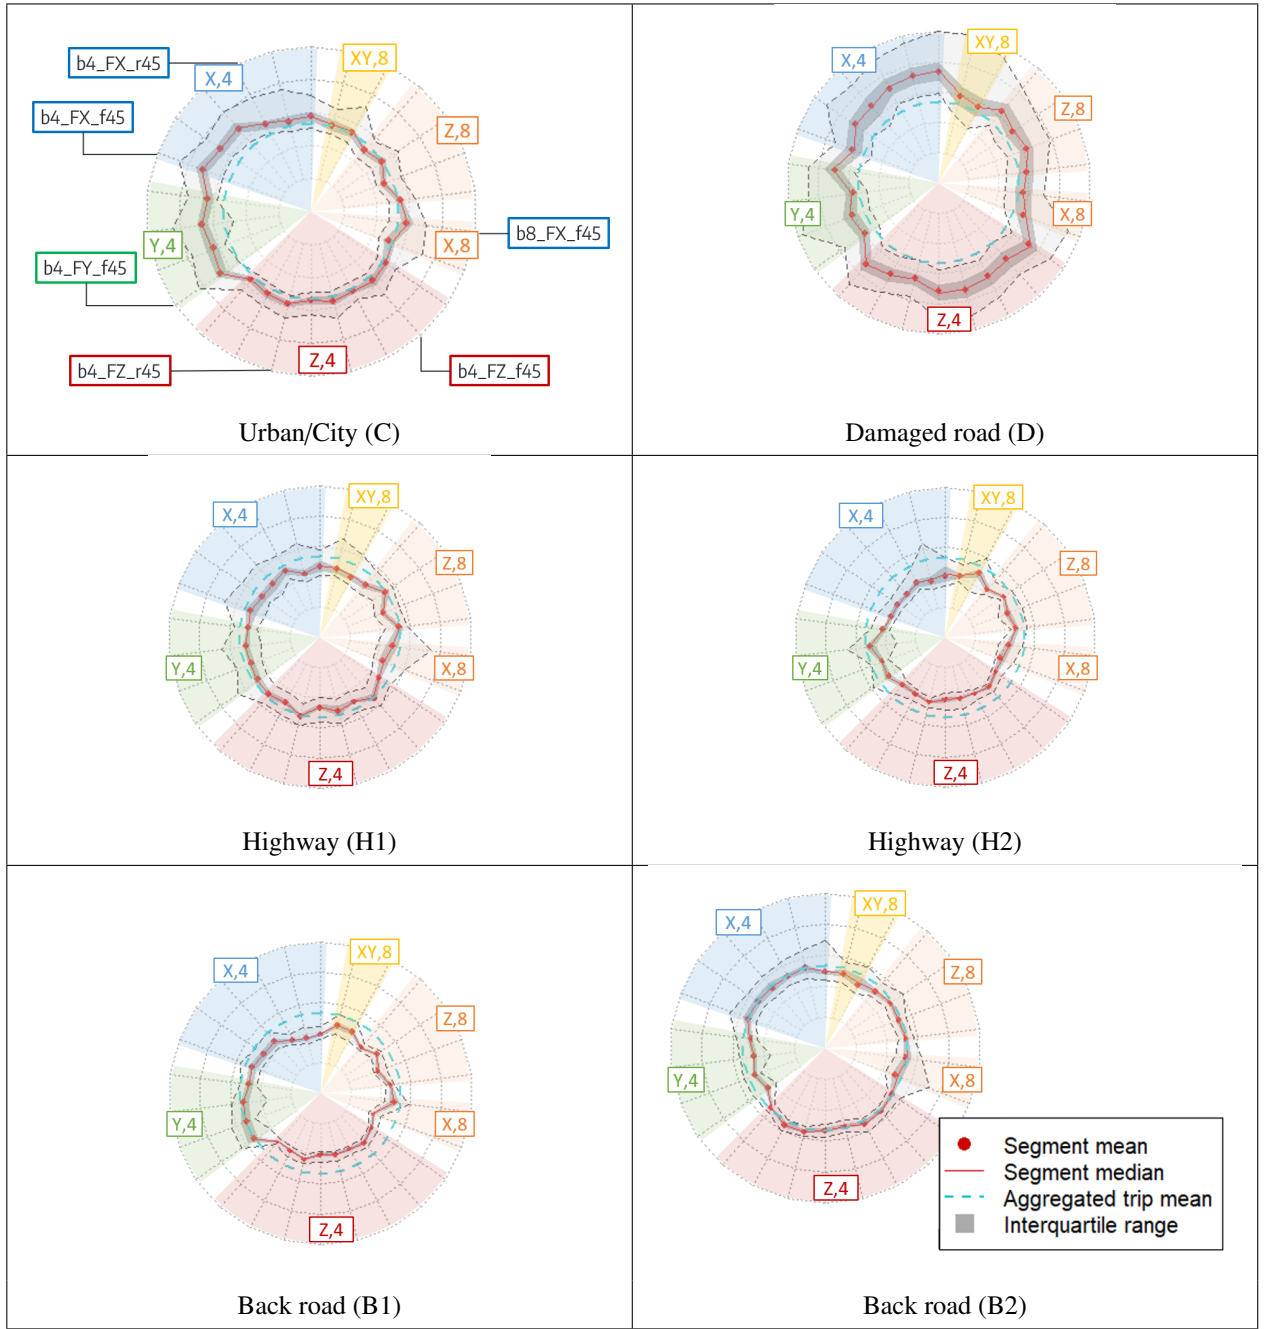 b4_FX_r45
X,4
XY,8
b4_FX_f45
Z,8
Y,4
X,8
b8_FX_f45
b4_FY_f45
Z,4
b4_FZ_r45
b4_FZ_f45
Urban/City (C)
X,4
XY,8
Z,8
Y,4
X,8
Z,4
Damaged road (D)
X,4
XY,8
Z,8
Y,4
X,8
Z,4
Highway (H1)
X,4
XY,8
Z,8
Y,4
X,8
Z,4
Highway (H2)
X,4
XY,8
Z,8
Y,4
X,8
Z,4
Back road (B1)
X,4
XY,8
Z,8
Y,4
X,8
Z,4
Segment mean
Segment median
Aggregated trip mean
Interquartile range
Back road (B2)